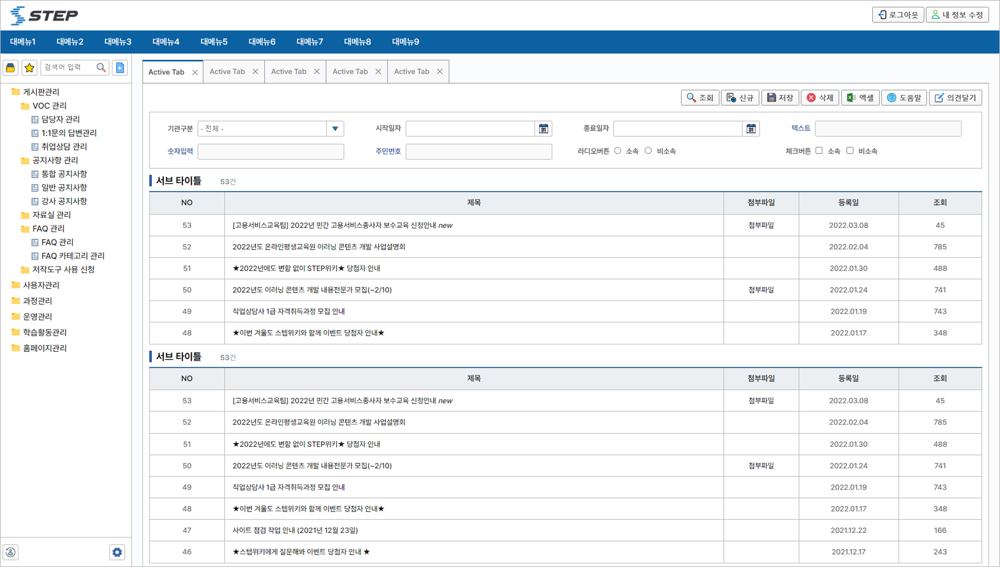 STEP
로그아웃 내 정보 수정
대메뉴1 대메뉴2 대메뉴3 대메뉴4 대메뉴5 대메뉴6 대메뉴7 대메뉴8 대메뉴9
검색어 입력
게시판관리
VOC 관리
담당자 관리
1:1문의 답변관리
취업상담 관리
공지사항 관리
통합 공지사항
일반 공지사항
강사 공지사항
자료실 관리
FAQ 관리
FAQ 관리
FAQ 카테고리 관리
저작도구 사용 신청
사용자관리
과정관리
운영관리
학습활동관리
홈페이지관리
Active Tab Active Tab Active Tab Active Tab Active Tab
조회 신규 저장 삭제 엑셀 도움말 의견달기
기관구분 - 전체 - 시작일자 31 종료일자 31 텍스트
숫자입력 주민번호 라디오버튼 소속 비소속 체크버튼 소속 비소속
서브 타이틀 53건
NO 제목 첨부파일 등록일 조회
53 [고용서비스교육팀] 2022년 민간 고용서비스종사자 보수교육 신청안내 new 첨부파일 2022.03.08 45
52 2022년도 온라인평생교육원 이러닝 콘텐츠 개발 사업설명회 2022.02.04 785
51 ★2022년에도 변함 없이 STEP위키★ 당첨자 안내 2022.01.30 488
50 2022년도 이러닝 콘텐츠 개발 내용전문가 모집(~2/10) 첨부파일 2022.01.24 741
49 직업상담사 1급 자격취득과정 모집 안내 2022.01.19 743
48 ★이번 겨울도 스텝위키와 함께 이벤트 당첨자 안내★ 2022.01.17 348
서브 타이틀 53건
NO 제목 첨부파일 등록일 조회
53 [고용서비스교육팀] 2022년 민간 고용서비스종사자 보수교육 신청안내 new 첨부파일 2022.03.08 45
52 2022년도 온라인평생교육원 이러닝 콘텐츠 개발 사업설명회 2022.02.04 785
51 ★2022년에도 변함 없이 STEP위키★ 당첨자 안내 2022.01.30 488
50 2022년도 이러닝 콘텐츠 개발 내용전문가 모집(~2/10) 첨부파일 2022.01.24 741
49 직업상담사 1급 자격취득과정 모집 안내 2022.01.19 743
48 ★이번 겨울도 스텝위키와 함께 이벤트 당첨자 안내★ 2022.01.17 348
47 사이트 점검 작업 안내 (2021년 12월 23일) 2021.12.22 166
46 ★스텝위키에게 질문해봐 이벤트 당첨자 안내 ★ 2021.12.17 243